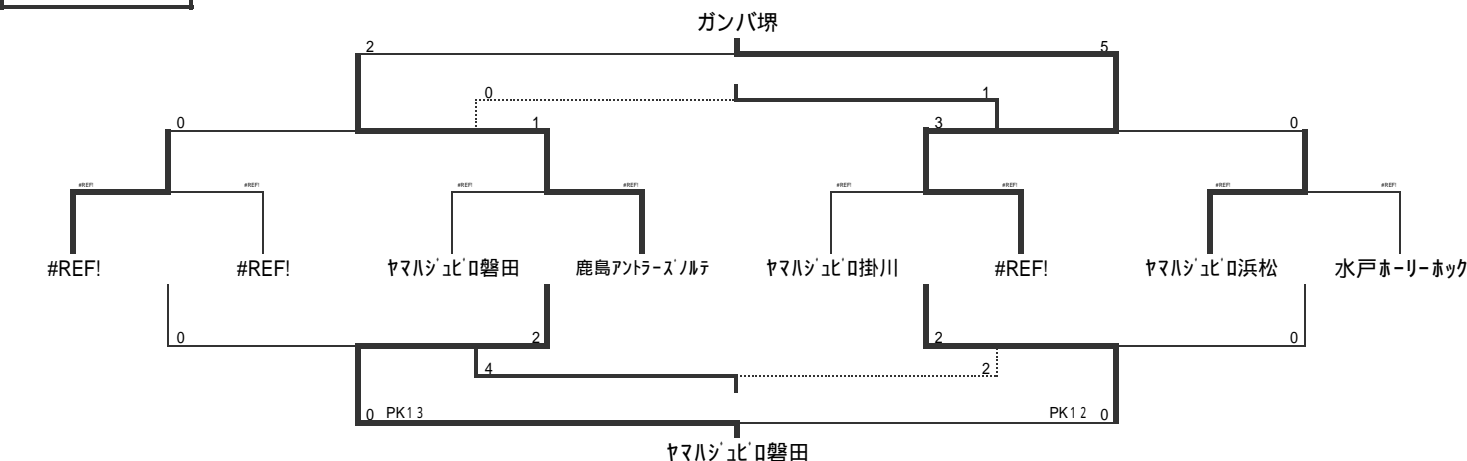 ガンバ堺
2 5
0 1
0 1 3 0
#REF! #REF! #REF! #REF! #REF! #REF! #REF! #REF!
#REF! #REF! ﾔﾏﾊｼﾞｭﾋﾞﾛ磐田 鹿島ｱﾝﾄﾗｰｽﾞﾉﾙﾃ ﾔﾏﾊｼﾞｭﾋﾞﾛ掛川 #REF! ﾔﾏﾊｼﾞｭﾋﾞﾛ浜松 水戸ﾎｰﾘｰﾎｯｸ
0 2 2 0
4 2
0 PK13 PK12 0
ﾔﾏﾊｼﾞｭﾋﾞﾛ磐田